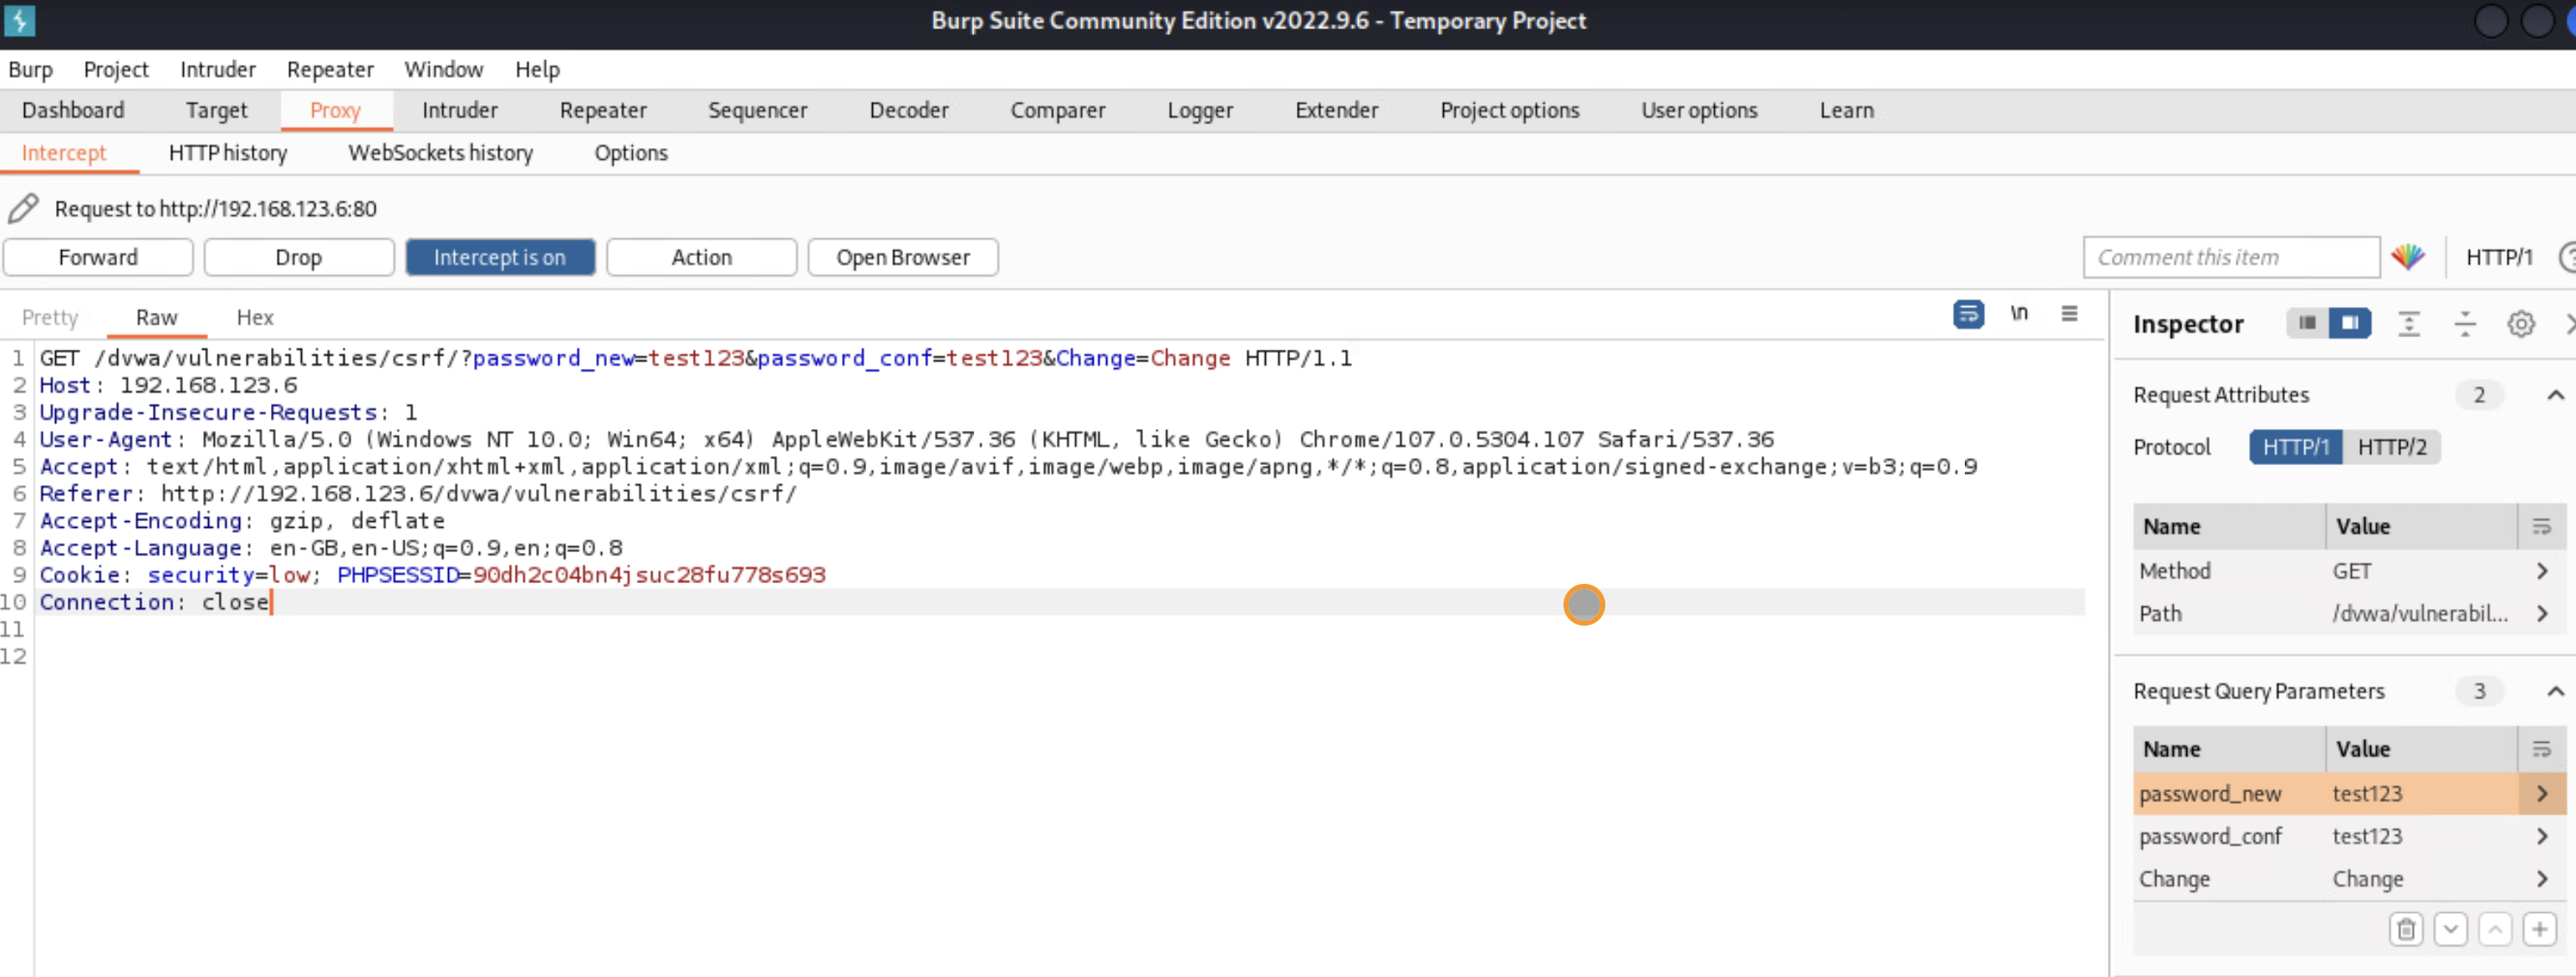 Burp Suite Community Edition v2022.9.6 - Temporary Project
Burp Project Intruder Repeater Window Help
Dashboard Target Proxy Intruder Repeater Sequencer Decoder Comparer Logger Extender Project options User options Learn
Intercept HTTP history WebSockets history Options
Request to http://192.168.123.6:80
Forward Drop Intercept is on Action Open Browser Comment this item HTTP/1 ?
Pretty Raw Hex \n
Inspector
1 GET /dvwa/vulnerabilities/csrf/?password_new=test123&password_conf=test123&Change=Change HTTP/1.1
2 Host: 192.168.123.6
3 Upgrade-Insecure-Requests: 1
4 User-Agent: Mozilla/5.0 (Windows NT 10.0; Win64; x64) AppleWebKit/537.36 (KHTML, like Gecko) Chrome/107.0.5304.107 Safari/537.36
5 Accept: text/html,application/xhtml+xml,application/xml;q=0.9,image/avif,image/webp,image/apng,*/*;q=0.8,application/signed-exchange;v=b3;q=0.9
6 Referer: http://192.168.123.6/dvwa/vulnerabilities/csrf/
7 Accept-Encoding: gzip, deflate
8 Accept-Language: en-GB,en-US;q=0.9,en;q=0.8
9 Cookie: security=low; PHPSESSID=90dh2c04bn4jsuc28fu778s693
10 Connection: close
11
12
Request Attributes 2
Protocol HTTP/1 HTTP/2
Name Value
Method GET
Path /dvwa/vulnerabil...
Request Query Parameters 3
Name Value
password_new test123
password_conf test123
Change Change